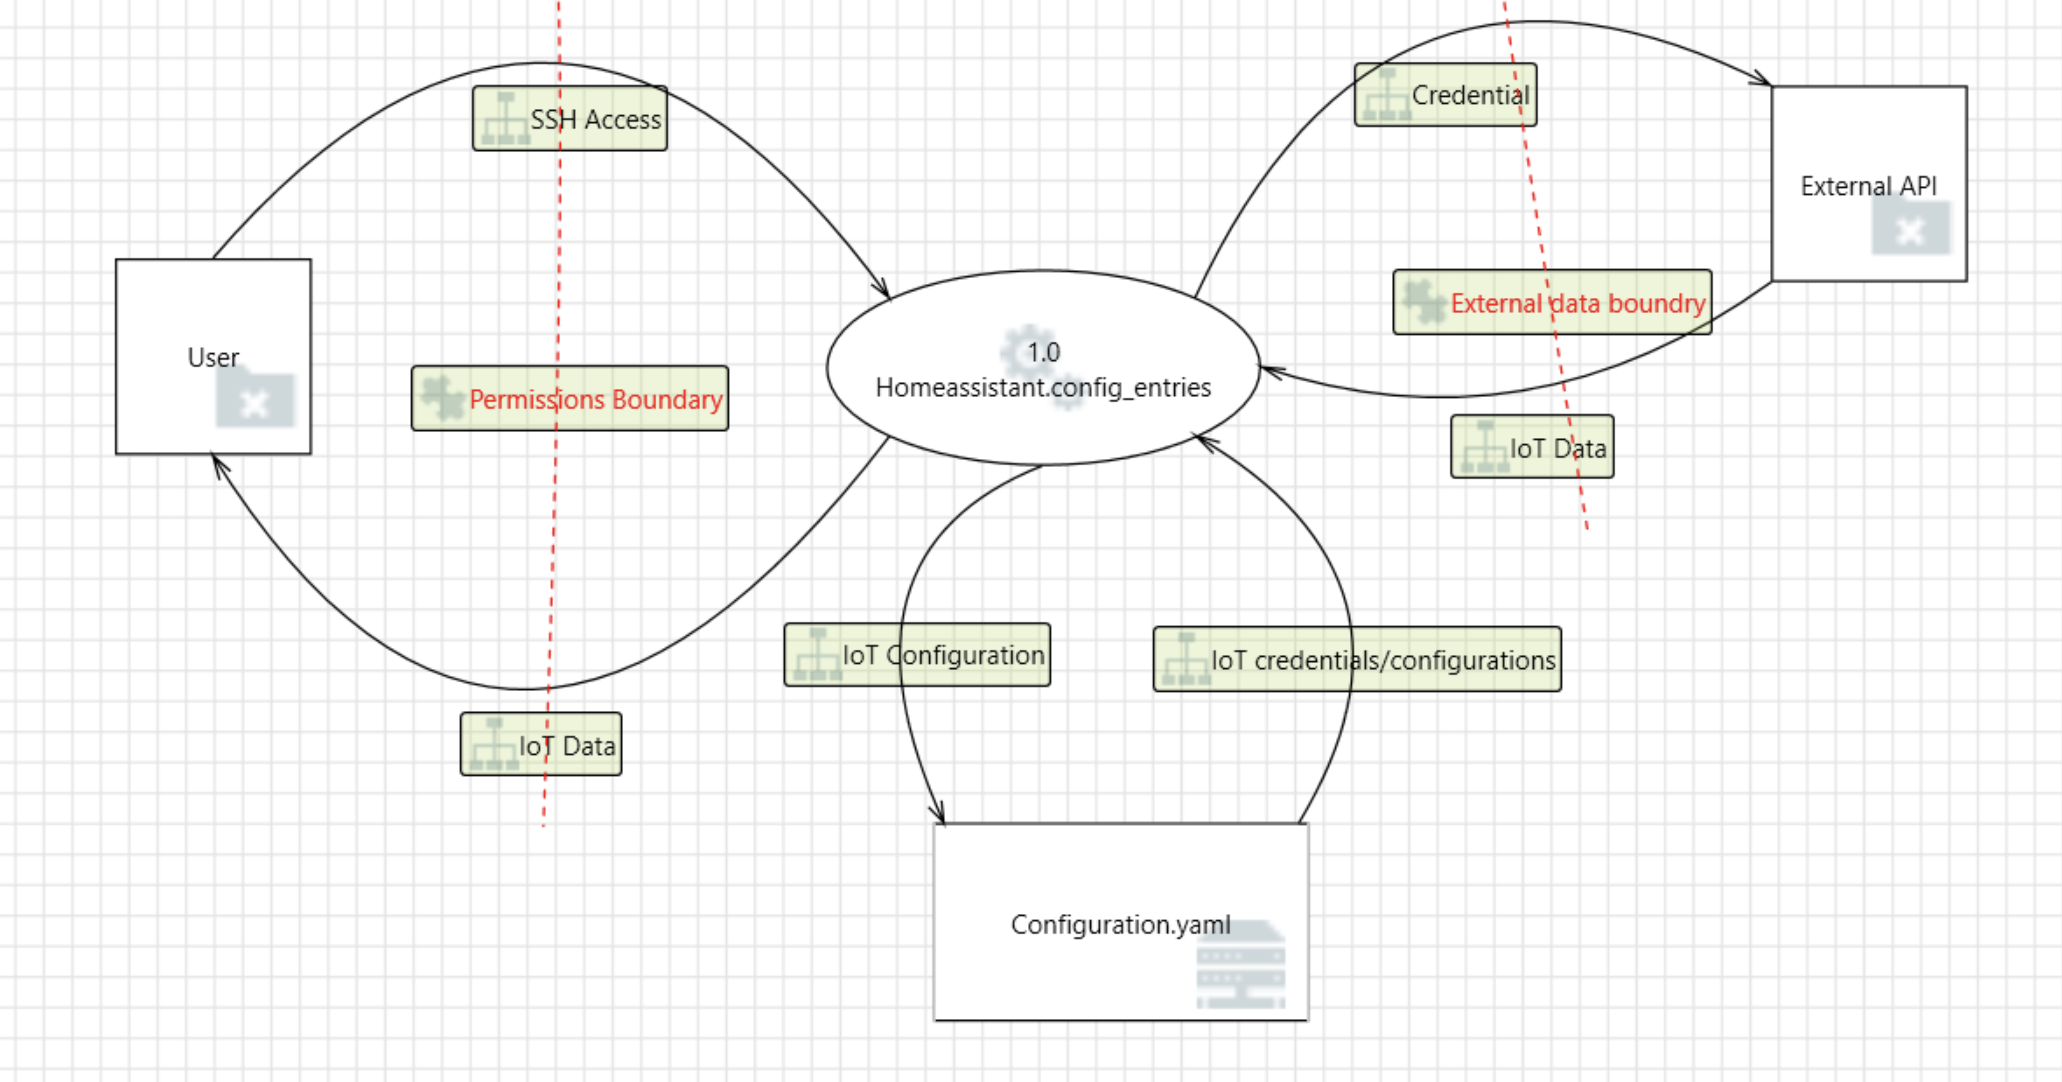 SSH Access
Credential
External API
External data boundry
User
1.0
Homeassistant.config_entries
Permissions Boundary
IoT Data
IoT Configuration
IoT credentials/configurations
IoT Data
Configuration.yaml